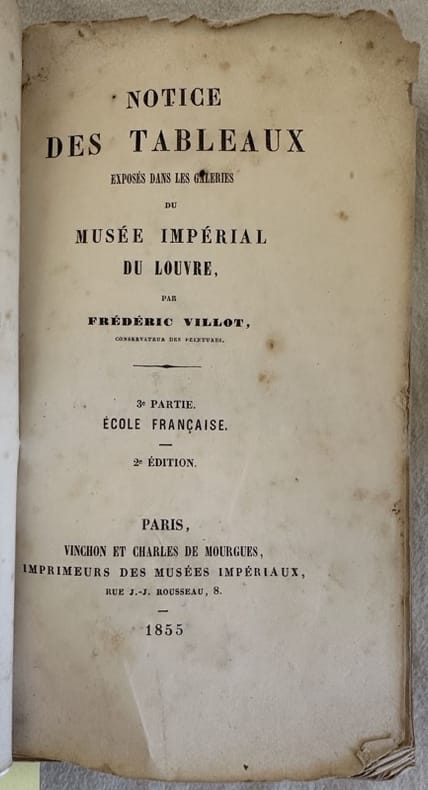 NOTICE
DES TABLEAUX
EXPOSÉS DANS LES GALERIES
DU
MUSÉE IMPÉRIAL
DU LOUVRE,
PAR
FRÉDÉRIC VILLOT,
CONSERVATEUR DES PEINTURES.
3e PARTIE.
ÉCOLE FRANÇAISE.
2e ÉDITION.
PARIS,
VINCHON ET CHARLES DE MOURGUES,
IMPRIMEURS DES MUSÉES IMPÉRIAUX,
RUE J.-J. ROUSSEAU, 8.
1855